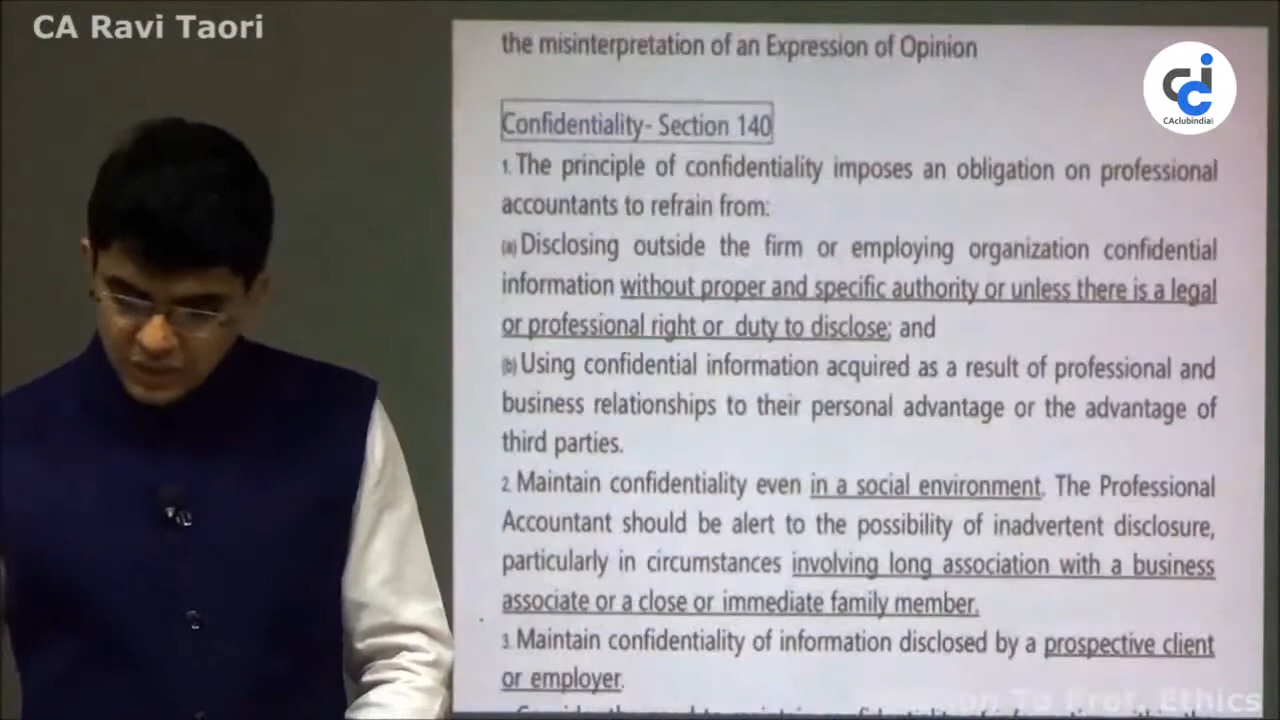 CA Ravi Taori
CAclubindia
the misinterpretation of an Expression of Opinion
Confidentiality- Section 140
1. The principle of confidentiality imposes an obligation on professional
accountants to refrain from:
(a) Disclosing outside the firm or employing organization confidential
information without proper and specific authority or unless there is a legal
or professional right or duty to disclose; and
(b) Using confidential information acquired as a result of professional and
business relationships to their personal advantage or the advantage of
third parties.
2. Maintain confidentiality even in a social environment. The Professional
Accountant should be alert to the possibility of inadvertent disclosure,
particularly in circumstances involving long association with a business
associate or a close or immediate family member.
3. Maintain confidentiality of information disclosed by a prospective client
or employer.
To Prof. Ethics